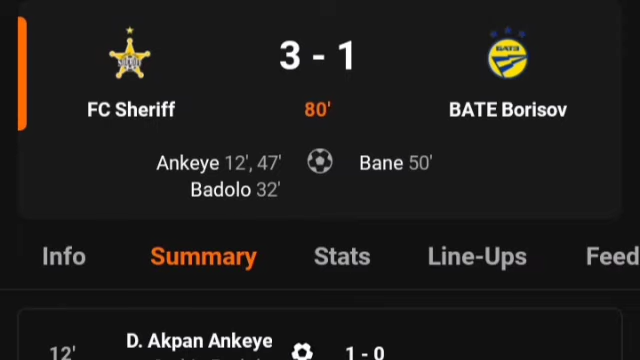 3 - 1
FC Sheriff
80'
BATE Borisov
Ankeye 12', 47'
Bane 50'
Badolo 32'
Info
Summary
Stats
Line-Ups
Feed
12'
D. Akpan Ankeye
1 - 0